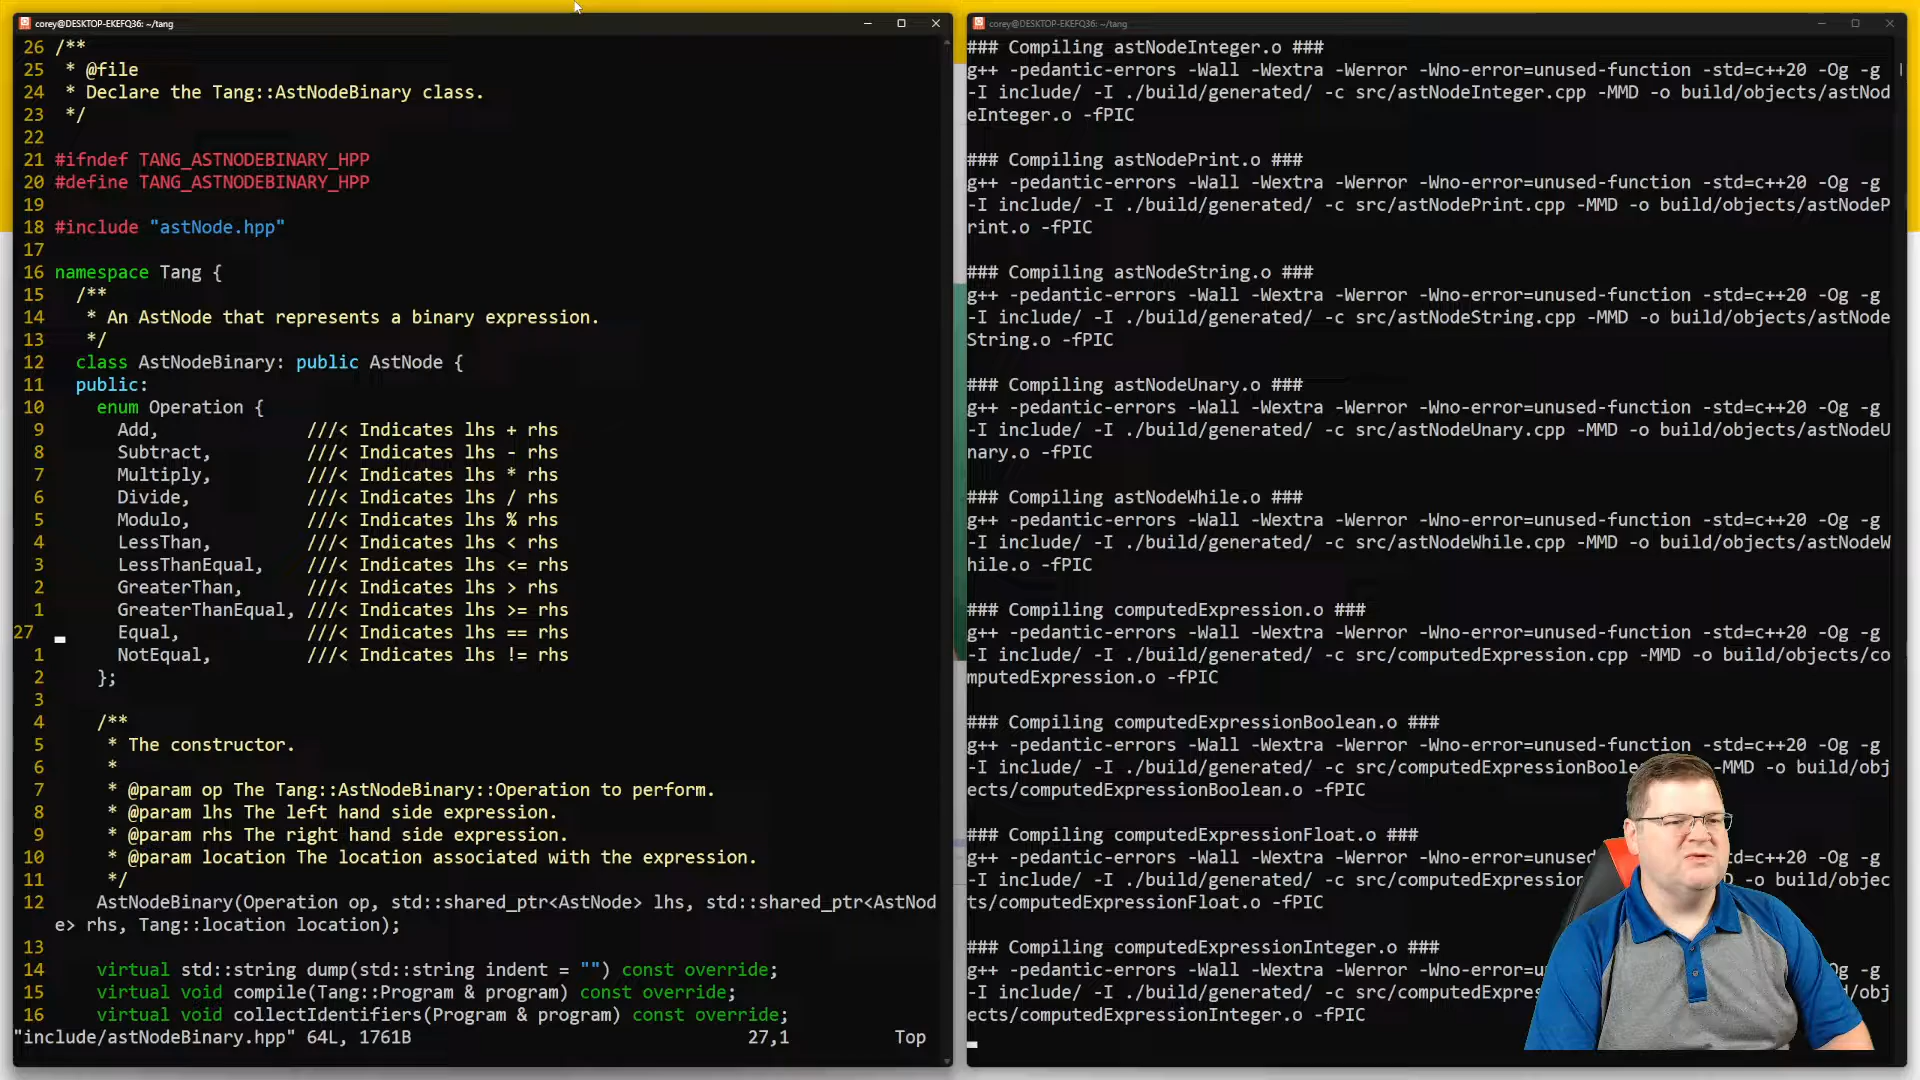 corey@DESKTOP-EKEFQ36: ~/tang
26 /**
25  * @file
24  * Declare the Tang::AstNodeBinary class.
23  */
22
21 #ifndef TANG_ASTNODEBINARY_HPP
20 #define TANG_ASTNODEBINARY_HPP
19
18 #include "astNode.hpp"
17
16 namespace Tang {
15   /**
14    * An AstNode that represents a binary expression.
13    */
12   class AstNodeBinary: public AstNode {
11   public:
10     enum Operation {
9       Add,              ///< Indicates lhs + rhs
8       Subtract,         ///< Indicates lhs - rhs
7       Multiply,         ///< Indicates lhs * rhs
6       Divide,           ///< Indicates lhs / rhs
5       Modulo,           ///< Indicates lhs % rhs
4       LessThan,         ///< Indicates lhs < rhs
3       LessThanEqual,    ///< Indicates lhs <= rhs
2       GreaterThan,      ///< Indicates lhs > rhs
1       GreaterThanEqual, ///< Indicates lhs >= rhs
27      Equal,            ///< Indicates lhs == rhs
1       NotEqual,         ///< Indicates lhs != rhs
2     };
3
4     /**
5      * The constructor.
6      *
7      * @param op The Tang::AstNodeBinary::Operation to perform.
8      * @param lhs The left hand side expression.
9      * @param rhs The right hand side expression.
10     * @param location The location associated with the expression.
11     */
12    AstNodeBinary(Operation op, std::shared_ptr<AstNode> lhs, std::shared_ptr<AstNod
e> rhs, Tang::location location);
13
14    virtual std::string dump(std::string indent = "") const override;
15    virtual void compile(Tang::Program & program) const override;
16    virtual void collectIdentifiers(Program & program) const override;
"include/astNodeBinary.hpp" 64L, 1761B 27,1 Top
corey@DESKTOP-EKEFQ36: ~/tang
### Compiling astNodeInteger.o ###
g++ -pedantic-errors -Wall -Wextra -Werror -Wno-error=unused-function -std=c++20 -Og -g
-I include/ -I ./build/generated/ -c src/astNodeInteger.cpp -MMD -o build/objects/astNod
eInteger.o -fPIC
### Compiling astNodePrint.o ###
g++ -pedantic-errors -Wall -Wextra -Werror -Wno-error=unused-function -std=c++20 -Og -g
-I include/ -I ./build/generated/ -c src/astNodePrint.cpp -MMD -o build/objects/astNodeP
rint.o -fPIC
### Compiling astNodeString.o ###
g++ -pedantic-errors -Wall -Wextra -Werror -Wno-error=unused-function -std=c++20 -Og -g
-I include/ -I ./build/generated/ -c src/astNodeString.cpp -MMD -o build/objects/astNode
String.o -fPIC
### Compiling astNodeUnary.o ###
g++ -pedantic-errors -Wall -Wextra -Werror -Wno-error=unused-function -std=c++20 -Og -g
-I include/ -I ./build/generated/ -c src/astNodeUnary.cpp -MMD -o build/objects/astNodeU
nary.o -fPIC
### Compiling astNodeWhile.o ###
g++ -pedantic-errors -Wall -Wextra -Werror -Wno-error=unused-function -std=c++20 -Og -g
-I include/ -I ./build/generated/ -c src/astNodeWhile.cpp -MMD -o build/objects/astNodeW
hile.o -fPIC
### Compiling computedExpression.o ###
g++ -pedantic-errors -Wall -Wextra -Werror -Wno-error=unused-function -std=c++20 -Og -g
-I include/ -I ./build/generated/ -c src/computedExpression.cpp -MMD -o build/objects/co
mputedExpression.o -fPIC
### Compiling computedExpressionBoolean.o ###
g++ -pedantic-errors -Wall -Wextra -Werror -Wno-error=unused-function -std=c++20 -Og -g
-I include/ -I ./build/generated/ -c src/computedExpressionBoole -MMD -o build/obj
ects/computedExpressionBoolean.o -fPIC
### Compiling computedExpressionFloat.o ###
g++ -pedantic-errors -Wall -Wextra -Werror -Wno-error=unused td=c++20 -Og -g
-I include/ -I ./build/generated/ -c src/computedExpression D -o build/objec
ts/computedExpressionFloat.o -fPIC
### Compiling computedExpressionInteger.o ###
g++ -pedantic-errors -Wall -Wextra -Werror -Wno-error=u 20 -Og -g
-I include/ -I ./build/generated/ -c src/computedExpres ld/obj
ects/computedExpressionInteger.o -fPIC